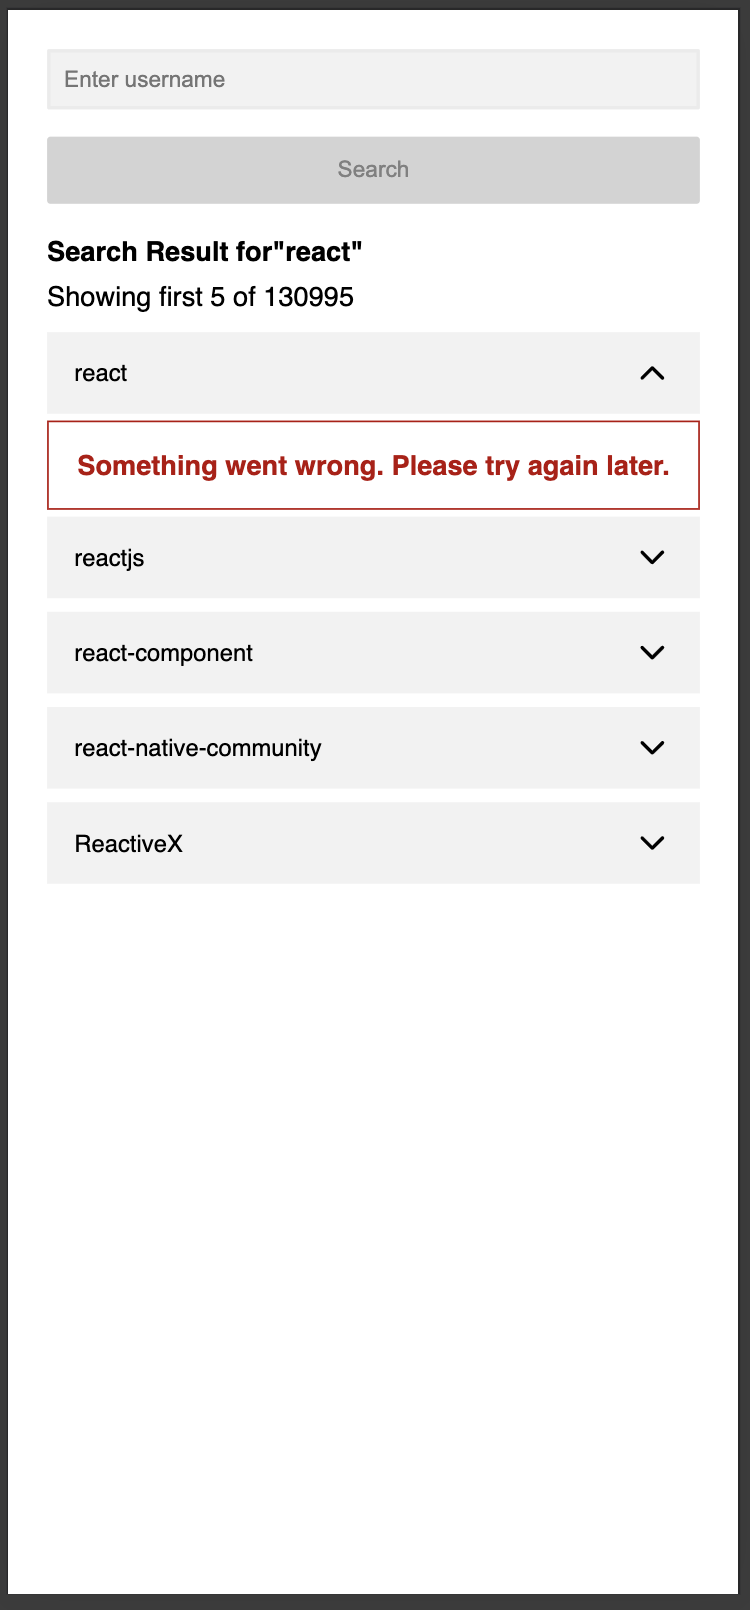 Enter username
Search
Search Result for"react"
Showing first 5 of 130995
react
Something went wrong. Please try again later.
reactjs
react-component
react-native-community
ReactiveX